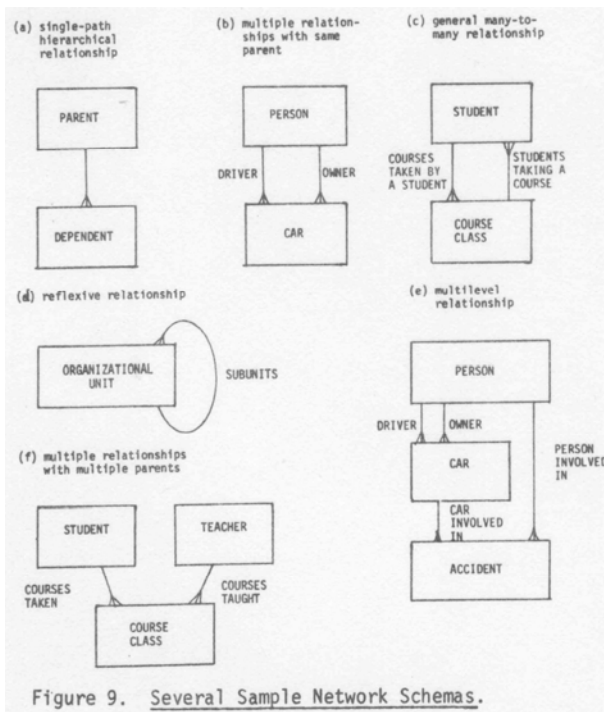 (a) single-path
hierarchical
relationship
PARENT
DEPENDENT
(b) multiple relation-
ships with same
parent
PERSON
DRIVER
OWNER
CAR
(c) general many-to-
many relationship
STUDENT
COURSES
TAKEN BY
A STUDENT
STUDENTS
TAKING A
COURSE
COURSE
CLASS
(d) reflexive relationship
ORGANIZATIONAL
UNIT
SUBUNITS
(e) multilevel
relationship
PERSON
DRIVER
OWNER
CAR
PERSON
INVOLVED
IN
CAR
INVOLVED
IN
ACCIDENT
(f) multiple relationships
with multiple parents
STUDENT
TEACHER
COURSES
TAKEN
COURSES
TAUGHT
COURSE
CLASS
Figure 9. Several Sample Network Schemas.